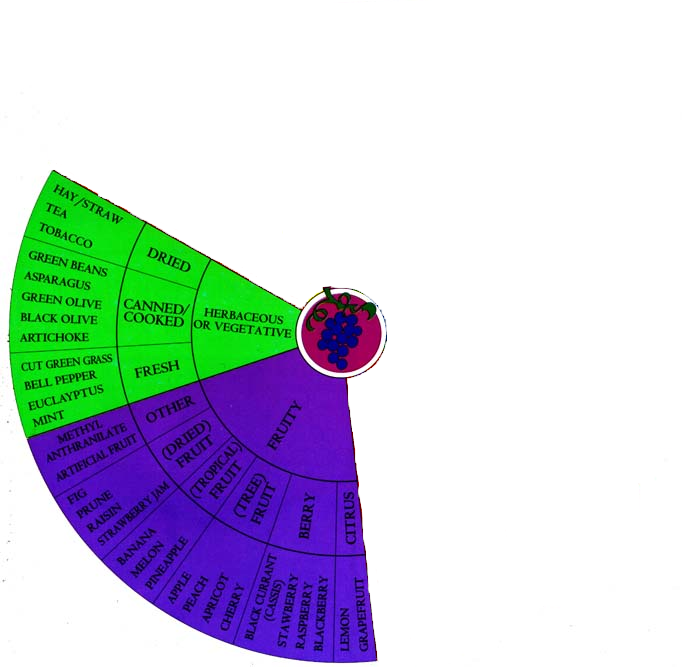 HAY/STRAW
TEA
TOBACCO
DRIED
GREEN BEANS
ASPARAGUS
GREEN OLIVE
BLACK OLIVE
ARTICHOKE
CANNED/
COOKED
HERBACEOUS
OR VEGETATIVE
CUT GREEN GRASS
BELL PEPPER
EUCLAYPTUS
MINT
FRESH
METHYL
ANTHRANILATE
ARTIFICIAL FRUIT
OTHER
FRUITY
FIG
PRUNE
RAISIN
STRAWBERRY JAM
(DRIED)
FRUIT
BANANA
MELON
PINEAPPLE
(TROPICAL)
FRUIT
APPLE
PEACH
APRICOT
CHERRY
(TREE)
FRUIT
BLACK CURRANT
(CASSIS)
STAWBERRY
RASPBERRY
BLACKBERRY
BERRY
LEMON
GRAPEFRUIT
CITRUS